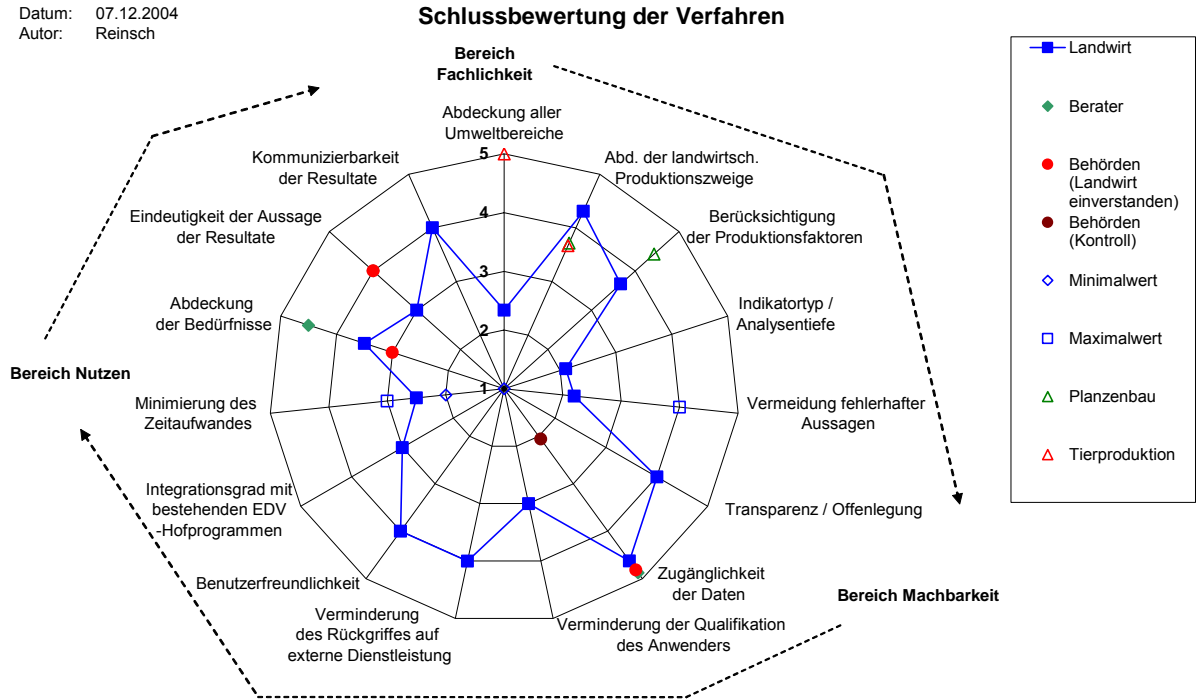 Datum: 07.12.2004
Autor: Reinsch
Schlussbewertung der Verfahren
Bereich
Fachlichkeit
Abdeckung aller
Umweltbereiche
Abd. der landwirtsch.
Produktionszweige
Berücksichtigung
der Produktionsfaktoren
Indikatortyp /
Analysentiefe
Vermeidung fehlerhafter
Aussagen
Transparenz / Offenlegung
Zugänglichkeit
der Daten
Bereich Machbarkeit
Verminderung der Qualifikation
des Anwenders
Verminderung
des Rückgriffes auf
externe Dienstleistung
Benutzerfreundlichkeit
Integrationsgrad mit
bestehenden EDV
-Hofprogrammen
Minimierung des
Zeitaufwandes
Bereich Nutzen
Abdeckung
der Bedürfnisse
Eindeutigkeit der Aussage
der Resultate
Kommunizierbarkeit
der Resultate
5
4
3
2
1
Landwirt
Berater
Behörden
(Landwirt
einverstanden)
Behörden
(Kontroll)
Minimalwert
Maximalwert
Planzenbau
Tierproduktion